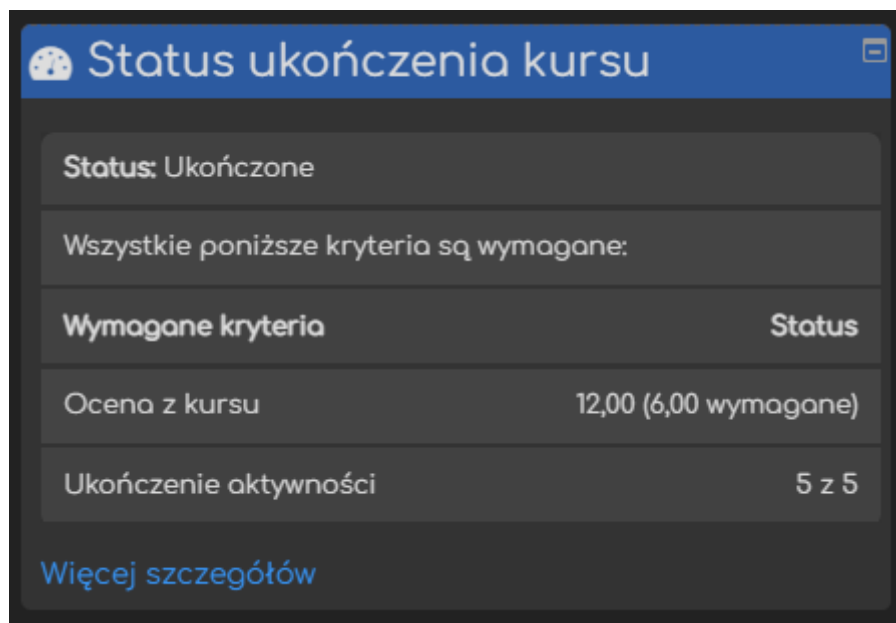 Status ukończenia kursu
Status: Ukończone
Wszystkie poniższe kryteria są wymagane:
Wymagane kryteria Status
Ocena z kursu 12,00 (6,00 wymagane)
Ukończenie aktywności 5 z 5
Więcej szczegółów